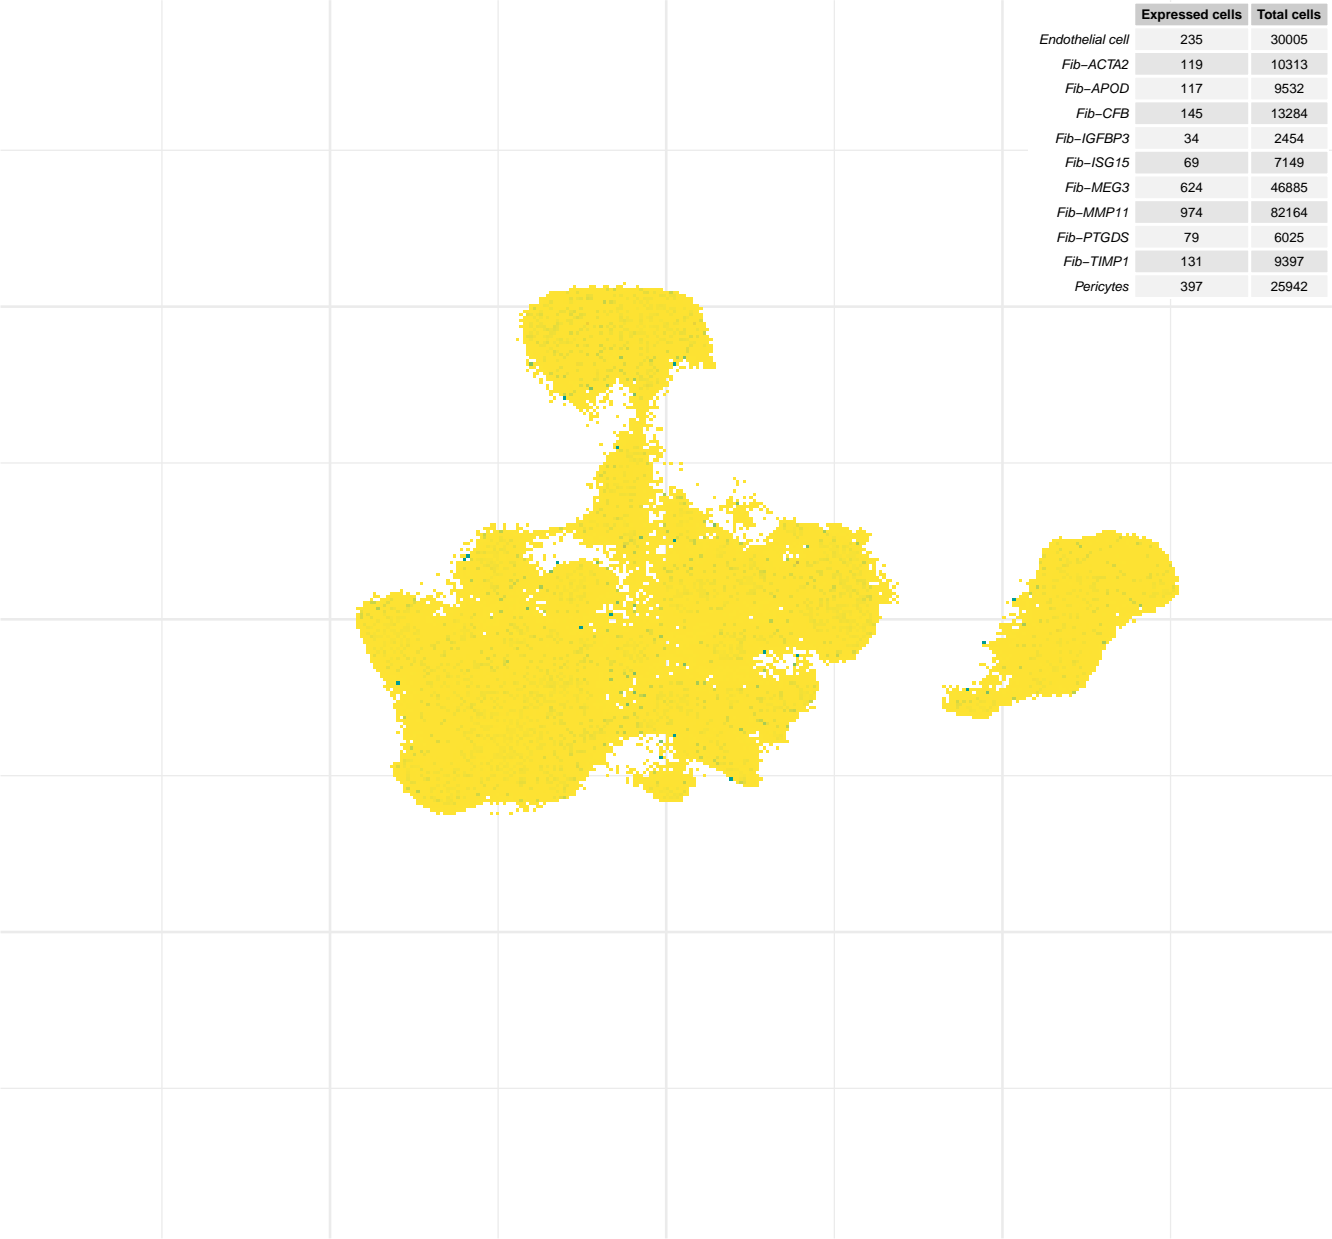 Expressed cells Total cells
Endothelial cell 235 30005
Fib−ACTA2 119 10313
Fib−APOD 117 9532
Fib−CFB 145 13284
Fib−IGFBP3 34 2454
Fib−ISG15 69 7149
Fib−MEG3 624 46885
Fib−MMP11 974 82164
Fib−PTGDS 79 6025
Fib−TIMP1 131 9397
Pericytes 397 25942